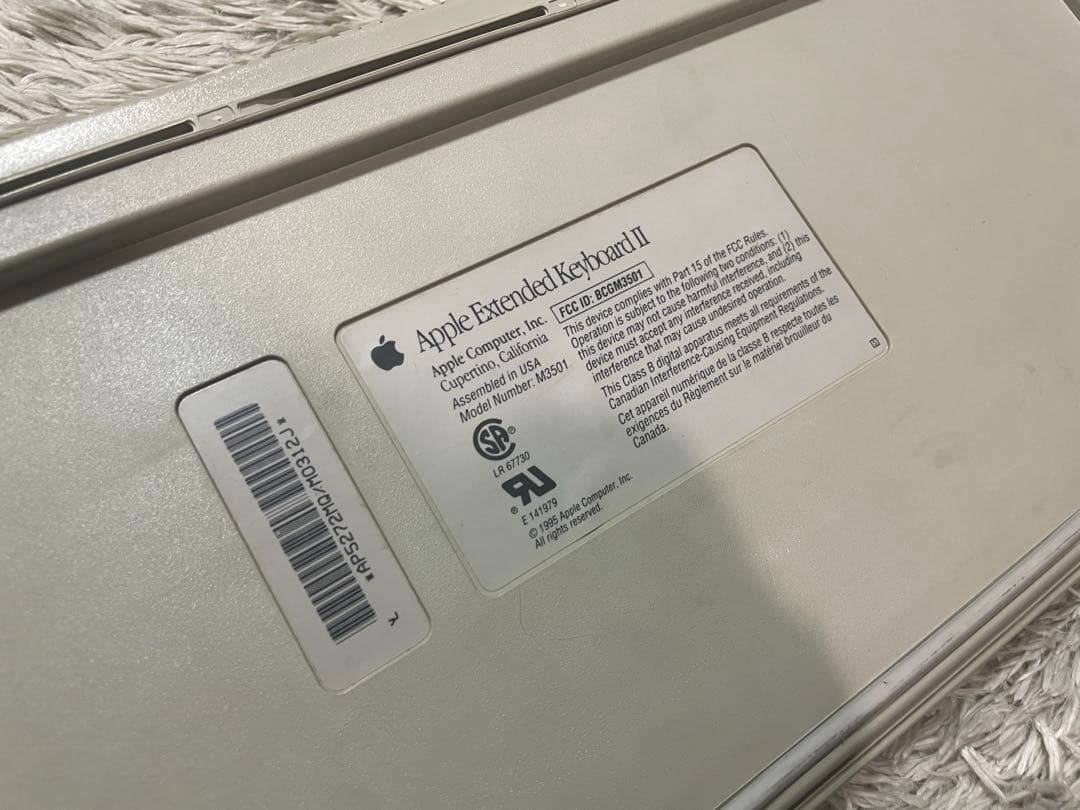 Apple Extended Keyboard II
Apple Computer, Inc.
Cupertino, California
Assembled in USA
Model Number: M3501
FCC ID: BCGM3501
This device complies with Part 15 of the FCC Rules.
Operation is subject to the following two conditions: (1)
this device may not cause harmful interference, and (2) this
device must accept any interference received, including
interference that may cause undesired operation.
This Class B digital apparatus meets all requirements of the
Canadian Interference-Causing Equipment Regulations.
Cet appareil numérique de la classe B respecte toutes les
exigences du Règlement sur le matériel brouilleur du
Canada.
SA®
LR 67730
RU®
E 141979
© 1995 Apple Computer, Inc.
All rights reserved.
*AP5272MQ/M0312J*